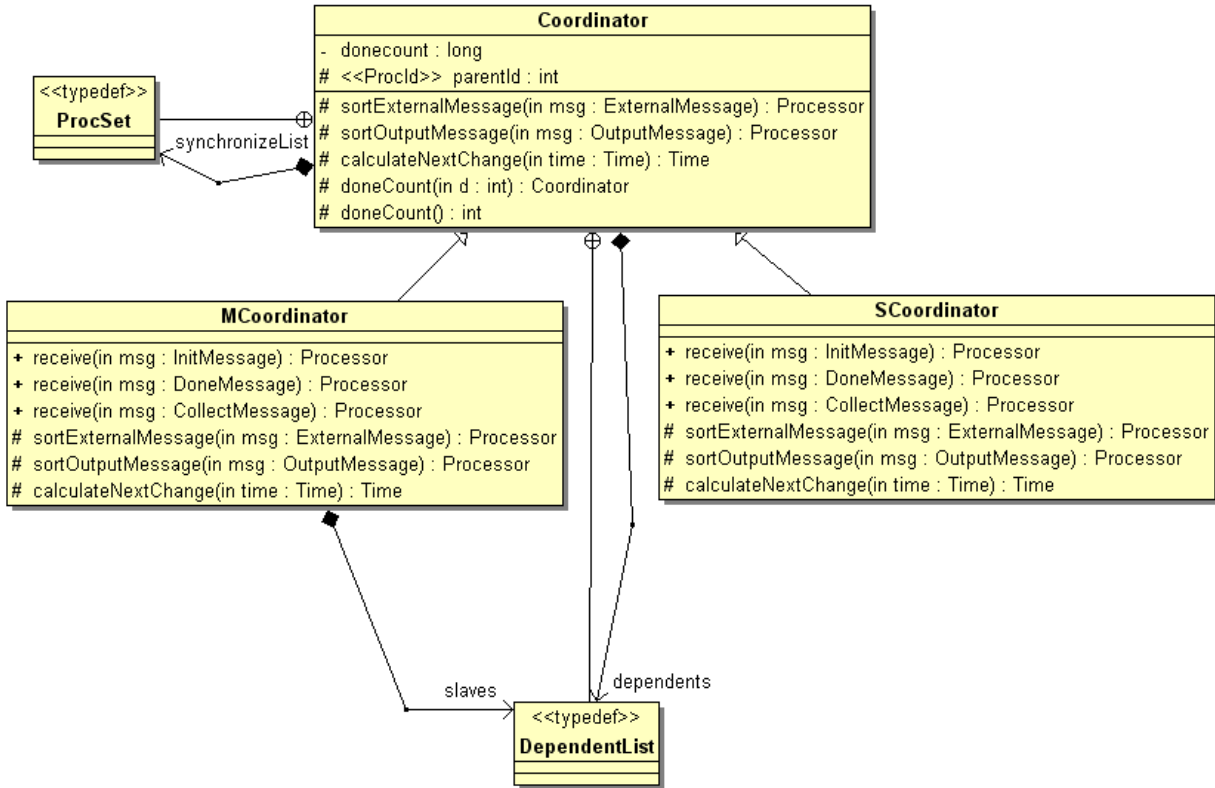 Coordinator
- donecount : long
# <<ProcId>> parentId : int
# sortExternalMessage(in msg : ExternalMessage) : Processor
# sortOutputMessage(in msg : OutputMessage) : Processor
# calculateNextChange(in time : Time) : Time
# doneCount(in d : int) : Coordinator
# doneCount() : int
<<typedef>>
ProcSet
synchronizeList
MCoordinator
+ receive(in msg : InitMessage) : Processor
+ receive(in msg : DoneMessage) : Processor
+ receive(in msg : CollectMessage) : Processor
# sortExternalMessage(in msg : ExternalMessage) : Processor
# sortOutputMessage(in msg : OutputMessage) : Processor
# calculateNextChange(in time : Time) : Time
SCoordinator
+ receive(in msg : InitMessage) : Processor
+ receive(in msg : DoneMessage) : Processor
+ receive(in msg : CollectMessage) : Processor
# sortExternalMessage(in msg : ExternalMessage) : Processor
# sortOutputMessage(in msg : OutputMessage) : Processor
# calculateNextChange(in time : Time) : Time
slaves
dependents
<<typedef>>
DependentList